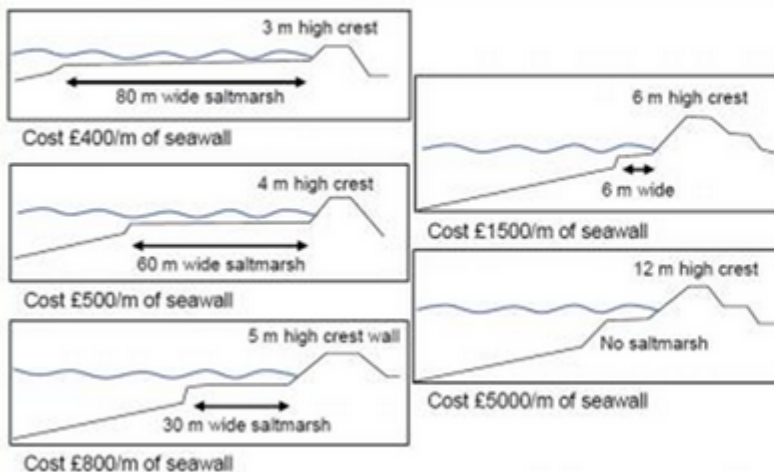 3 m high crest
80 m wide saltmarsh
Cost £400/m of seawall
4 m high crest
60 m wide saltmarsh
Cost £500/m of seawall
5 m high crest wall
30 m wide saltmarsh
Cost £800/m of seawall
6 m high crest
6 m wide
Cost £1500/m of seawall
12 m high crest
No saltmarsh
Cost £5000/m of seawall